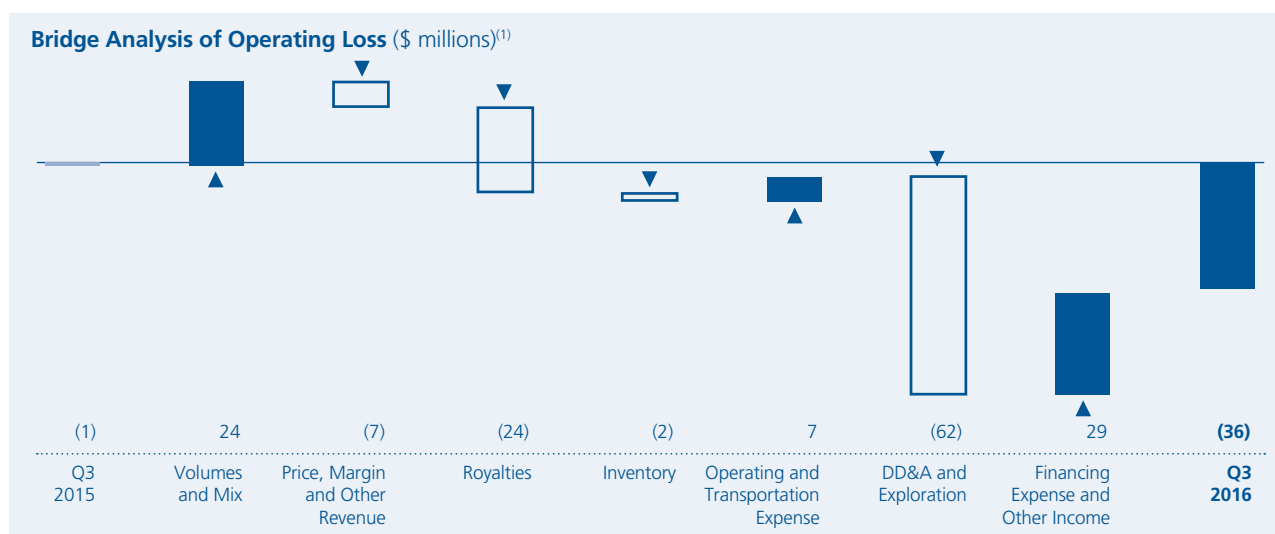 Bridge Analysis of Operating Loss ($ millions)(1)
(1) 24 (7) (24) (2) 7 (62) 29 (36)
Q3 2015
Volumes and Mix
Price, Margin and Other Revenue
Royalties
Inventory
Operating and Transportation Expense
DD&A and Exploration
Financing Expense and Other Income
Q3 2016